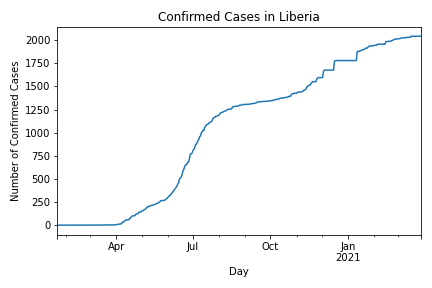 Confirmed Cases in Liberia
Number of Confirmed Cases
2000
1750
1500
1250
1000
750
500
250
0
Apr
Jul
Oct
Jan
2021
Day